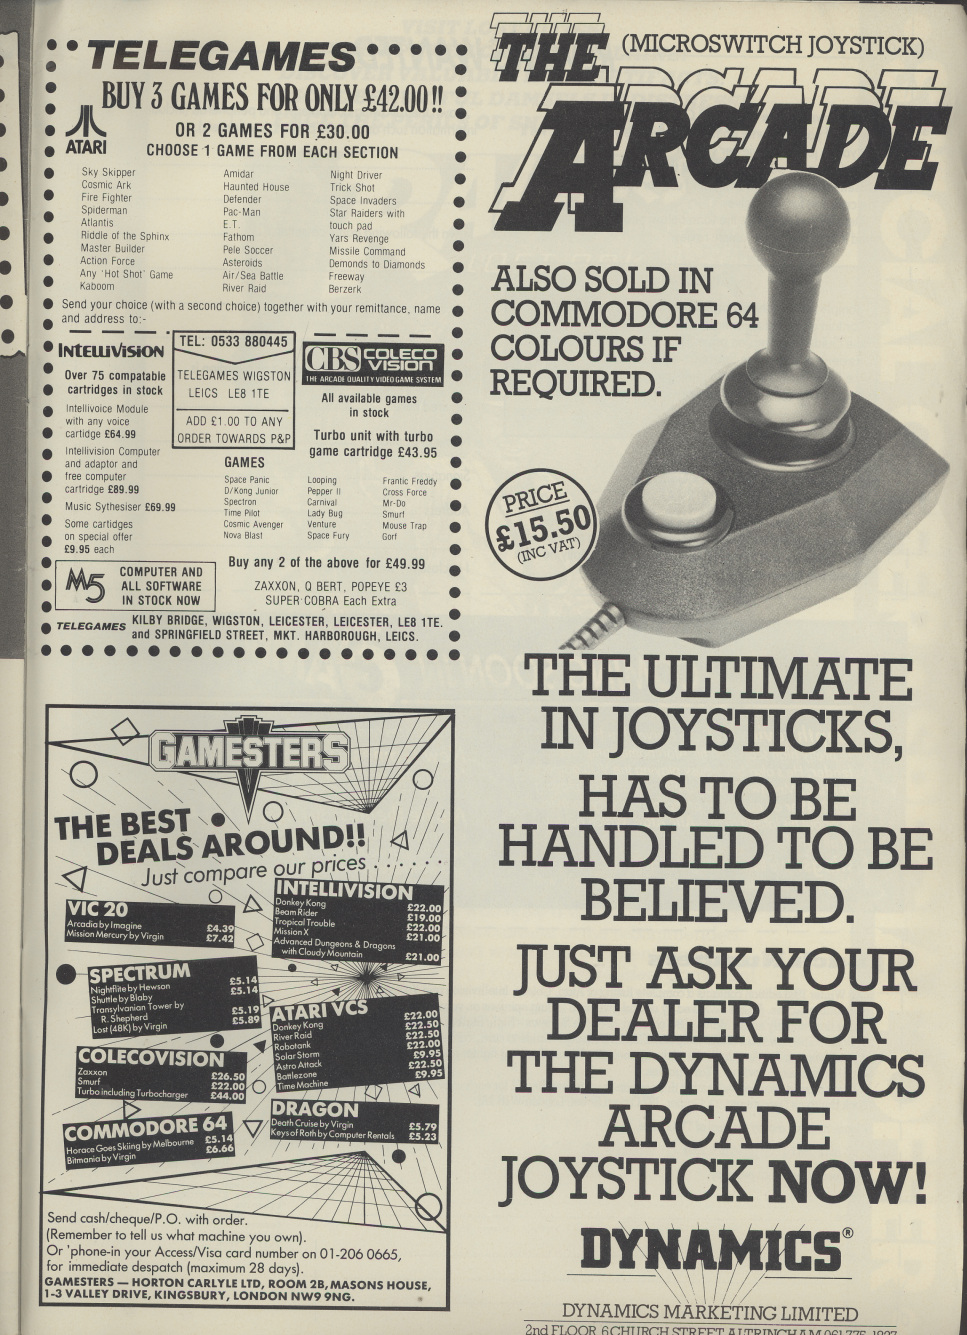 TELEGAMES
BUY 3 GAMES FOR ONLY £42.00!!
ATARI
OR 2 GAMES FOR £30.00
CHOOSE 1 GAME FROM EACH SECTION
Sky Skipper
Cosmic Ark
Fire Fighter
Spiderman
Atlantis
Riddle of the Sphinx
Master Builder
Action Force
Any 'Hot Shot' Game
Kaboom
Amidar
Haunted House
Defender
Pac-Man
E.T.
Fathom
Pele Soccer
Asteroids
Air/Sea Battle
River Raid
Night Driver
Trick Shot
Space Invaders
Star Raiders with
touch pad
Yars Revenge
Missile Command
Demonds to Diamonds
Freeway
Berzerk
Send your choice (with a second choice) together with your remittance, name
and address to:-
INTELLIVISION
Over 75 compatable
cartridges in stock
Intellivoice Module
with any voice
cartidge £64.99
Intellivision Computer
and adaptor and
free computer
cartridge £89.99
Music Sythesiser £69.99
Some cartidges
on special offer
£9.95 each
TEL: 0533 880445
TELEGAMES WIGSTON
LEICS LE8 1TE
ADD £1.00 TO ANY
ORDER TOWARDS P&P
CBS COLECO
VISION
THE ARCADE QUALITY VIDEO GAME SYSTEM
All available games
in stock
Turbo unit with turbo
game cartridge £43.95
GAMES
Space Panic
D/Kong Junior
Spectron
Time Pilot
Cosmic Avenger
Nova Blast
Looping
Pepper II
Carnival
Lady Bug
Venture
Space Fury
Frantic Freddy
Cross Force
Mr-Do
Smurf
Mouse Trap
Gorf
Buy any 2 of the above for £49.99
ZAXXON, Q BERT, POPEYE £3
SUPER COBRA Each Extra
M5
COMPUTER AND
ALL SOFTWARE
IN STOCK NOW
TELEGAMES KILBY BRIDGE, WIGSTON, LEICESTER, LEICESTER, LE8 1TE.
and SPRINGFIELD STREET, MKT. HARBOROUGH, LEICS.
GAMESTERS
THE BEST
DEALS AROUND!!
Just compare our prices . . . . . . .
VIC 20
Arcadia by Imagine £4.39
Mission Mercury by Virgin £7.42
SPECTRUM
Nightflite by Hewson £5.14
Shuttle by Blaby £5.14
Transylvanian Tower by
R. Shepherd £5.19
Lost (48K) by Virgin £5.89
COLECOVISION
Zaxxon £26.50
Smurf £22.00
Turbo including Turbocharger £44.00
COMMODORE 64
Horace Goes Skiing by Melbourne £5.14
Bitmania by Virgin £6.66
INTELLIVISION
Donkey Kong £22.00
Beam Rider £19.00
Tropical Trouble £22.00
Mission X £21.00
Advanced Dungeons & Dragons
with Cloudy Mountain £21.00
ATARI VCS
Donkey Kong £22.00
River Raid £22.50
Robotank £22.50
Solar Storm £22.00
Astro Attack £9.95
Battlezone £22.50
Time Machine £9.95
DRAGON
Death Cruise by Virgin £5.79
Keys of Roth by Computer Rentals £5.23
Send cash/cheque/P.O. with order.
(Remember to tell us what machine you own).
Or 'phone-in your Access/Visa card number on 01-206 0665,
for immediate despatch (maximum 28 days).
GAMESTERS — HORTON CARLYLE LTD, ROOM 2B, MASONS HOUSE,
1-3 VALLEY DRIVE, KINGSBURY, LONDON NW9 9NG.
THE (MICROSWITCH JOYSTICK)
ARCADE
ALSO SOLD IN
COMMODORE 64
COLOURS IF
REQUIRED.
PRICE
£15.50
(INC VAT)
THE ULTIMATE
IN JOYSTICKS,
HAS TO BE
HANDLED TO BE
BELIEVED.
JUST ASK YOUR
DEALER FOR
THE DYNAMICS
ARCADE
JOYSTICK NOW!
DYNAMICS®
DYNAMICS MARKETING LIMITED
2nd FLOOR, 6 CHURCH STREET ALTRINCHAM 061 775-